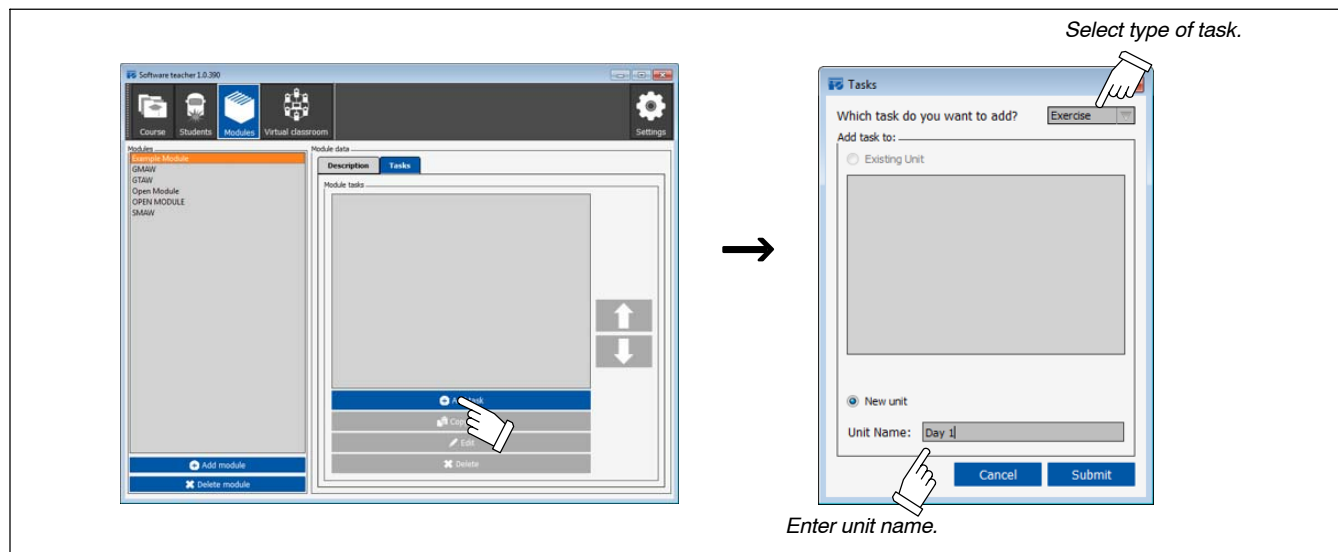 Select type of task.
Software teacher 1.0.390
Course Students Modules Virtual classroom Settings
Modules
Example Module
GMAW
GTAW
Open Module
OPEN MODULE
SMAW
Add module
Delete module
Module data
Description Tasks
Module tasks
task
Edit
Delete
Tasks
Which task do you want to add? Exercise
Add task to:
Existing Unit
New unit
Unit Name: Day 1
Cancel Submit
Enter unit name.